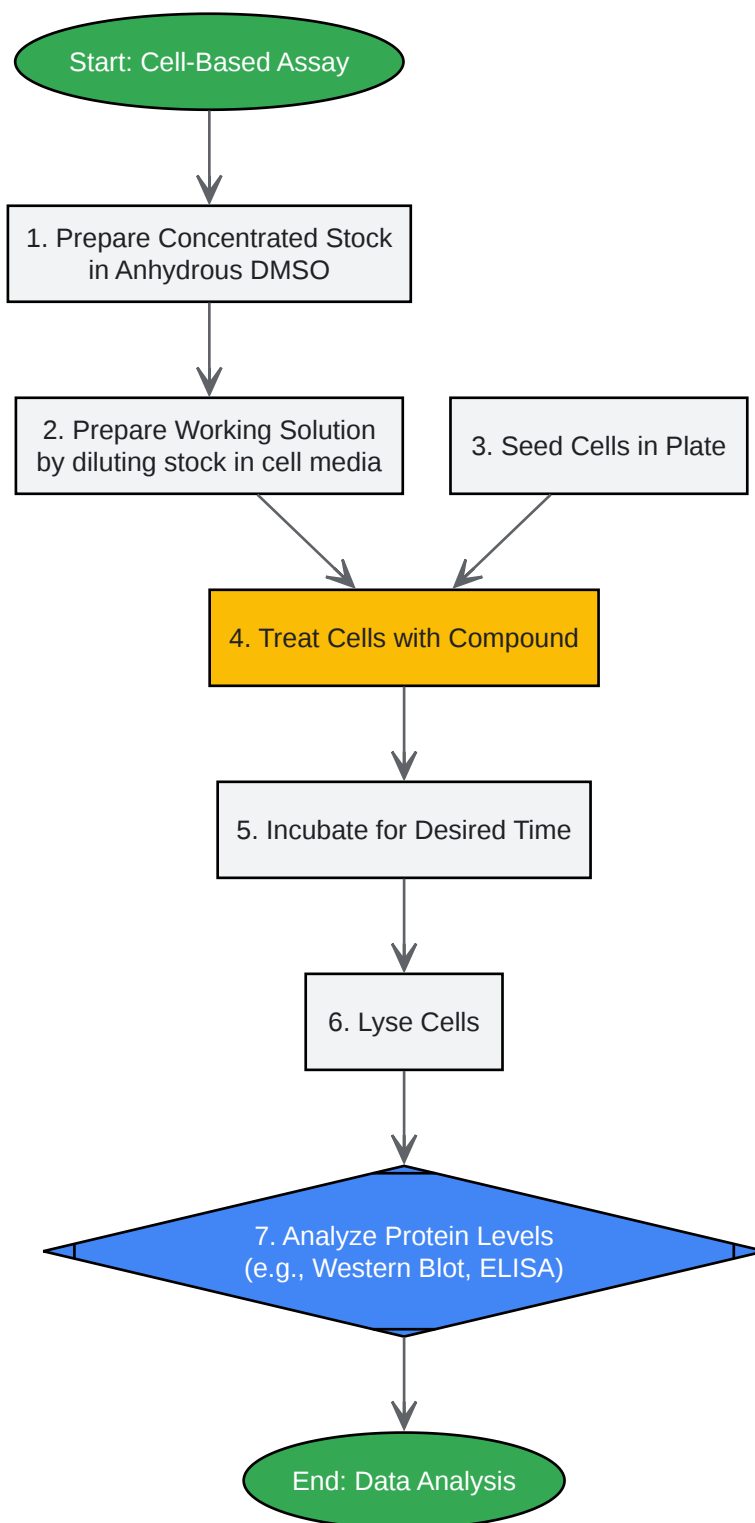 Start: Cell-Based Assay
1. Prepare Concentrated Stock
in Anhydrous DMSO
2. Prepare Working Solution
by diluting stock in cell media
3. Seed Cells in Plate
4. Treat Cells with Compound
5. Incubate for Desired Time
6. Lyse Cells
7. Analyze Protein Levels
(e.g., Western Blot, ELISA)
End: Data Analysis